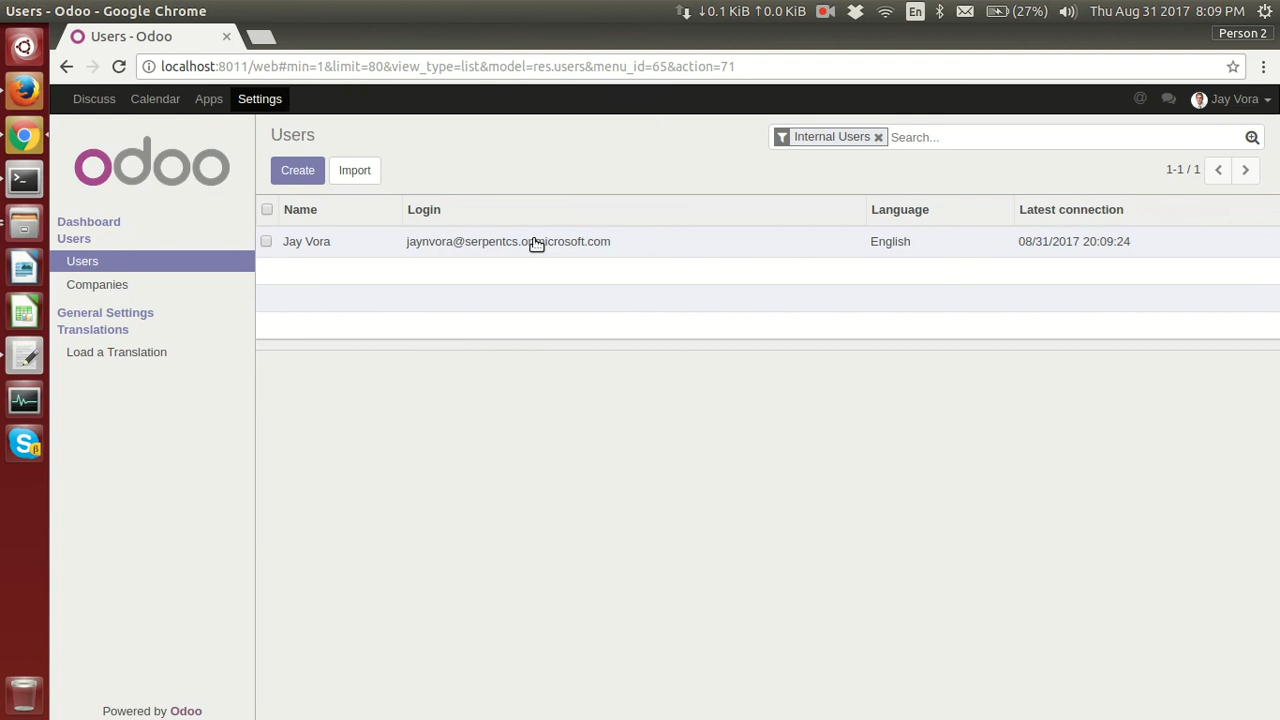 Users - Odoo - Google Chrome
↓0.1 KiB ↑0.0 KiB En (27%) Thu Aug 31 2017 8:09 PM
Users - Odoo
Person 2
localhost:8011/web#min=1&limit=80&view_type=list&model=res.users&menu_id=65&action=71
Discuss Calendar Apps Settings @ Jay Vora
odoo
Dashboard
Users
Users
Companies
General Settings
Translations
Load a Translation
Powered by Odoo
Users
Internal Users Search...
Create Import 1-1 / 1
Name Login Language Latest connection
Jay Vora English 08/31/2017 20:09:24